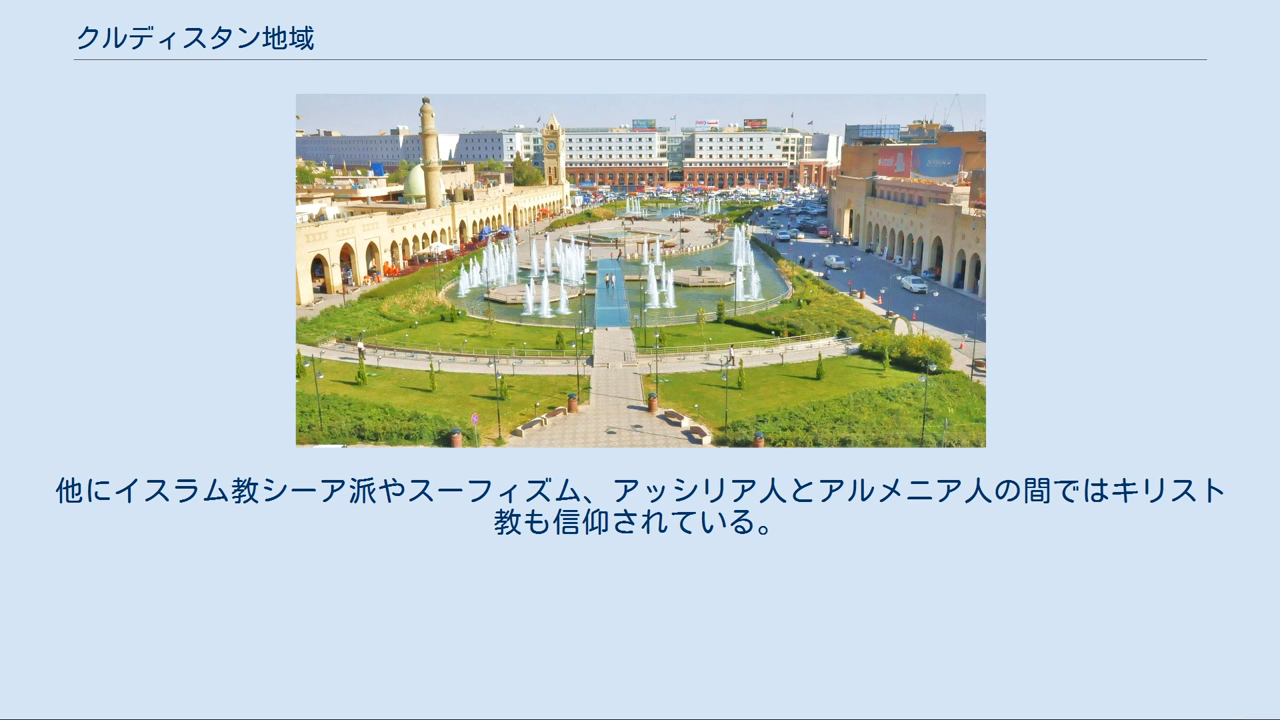 クルディスタン地域
他にイスラム教シーア派やスーフィズム、アッシリア人とアルメニア人の間ではキリスト
教も信仰されている。